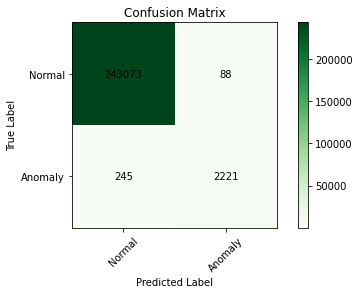 Confusion Matrix
Normal
243073
88
Anomaly
245
2221
True Label
Normal
Anomaly
Predicted Label
200000
150000
100000
50000